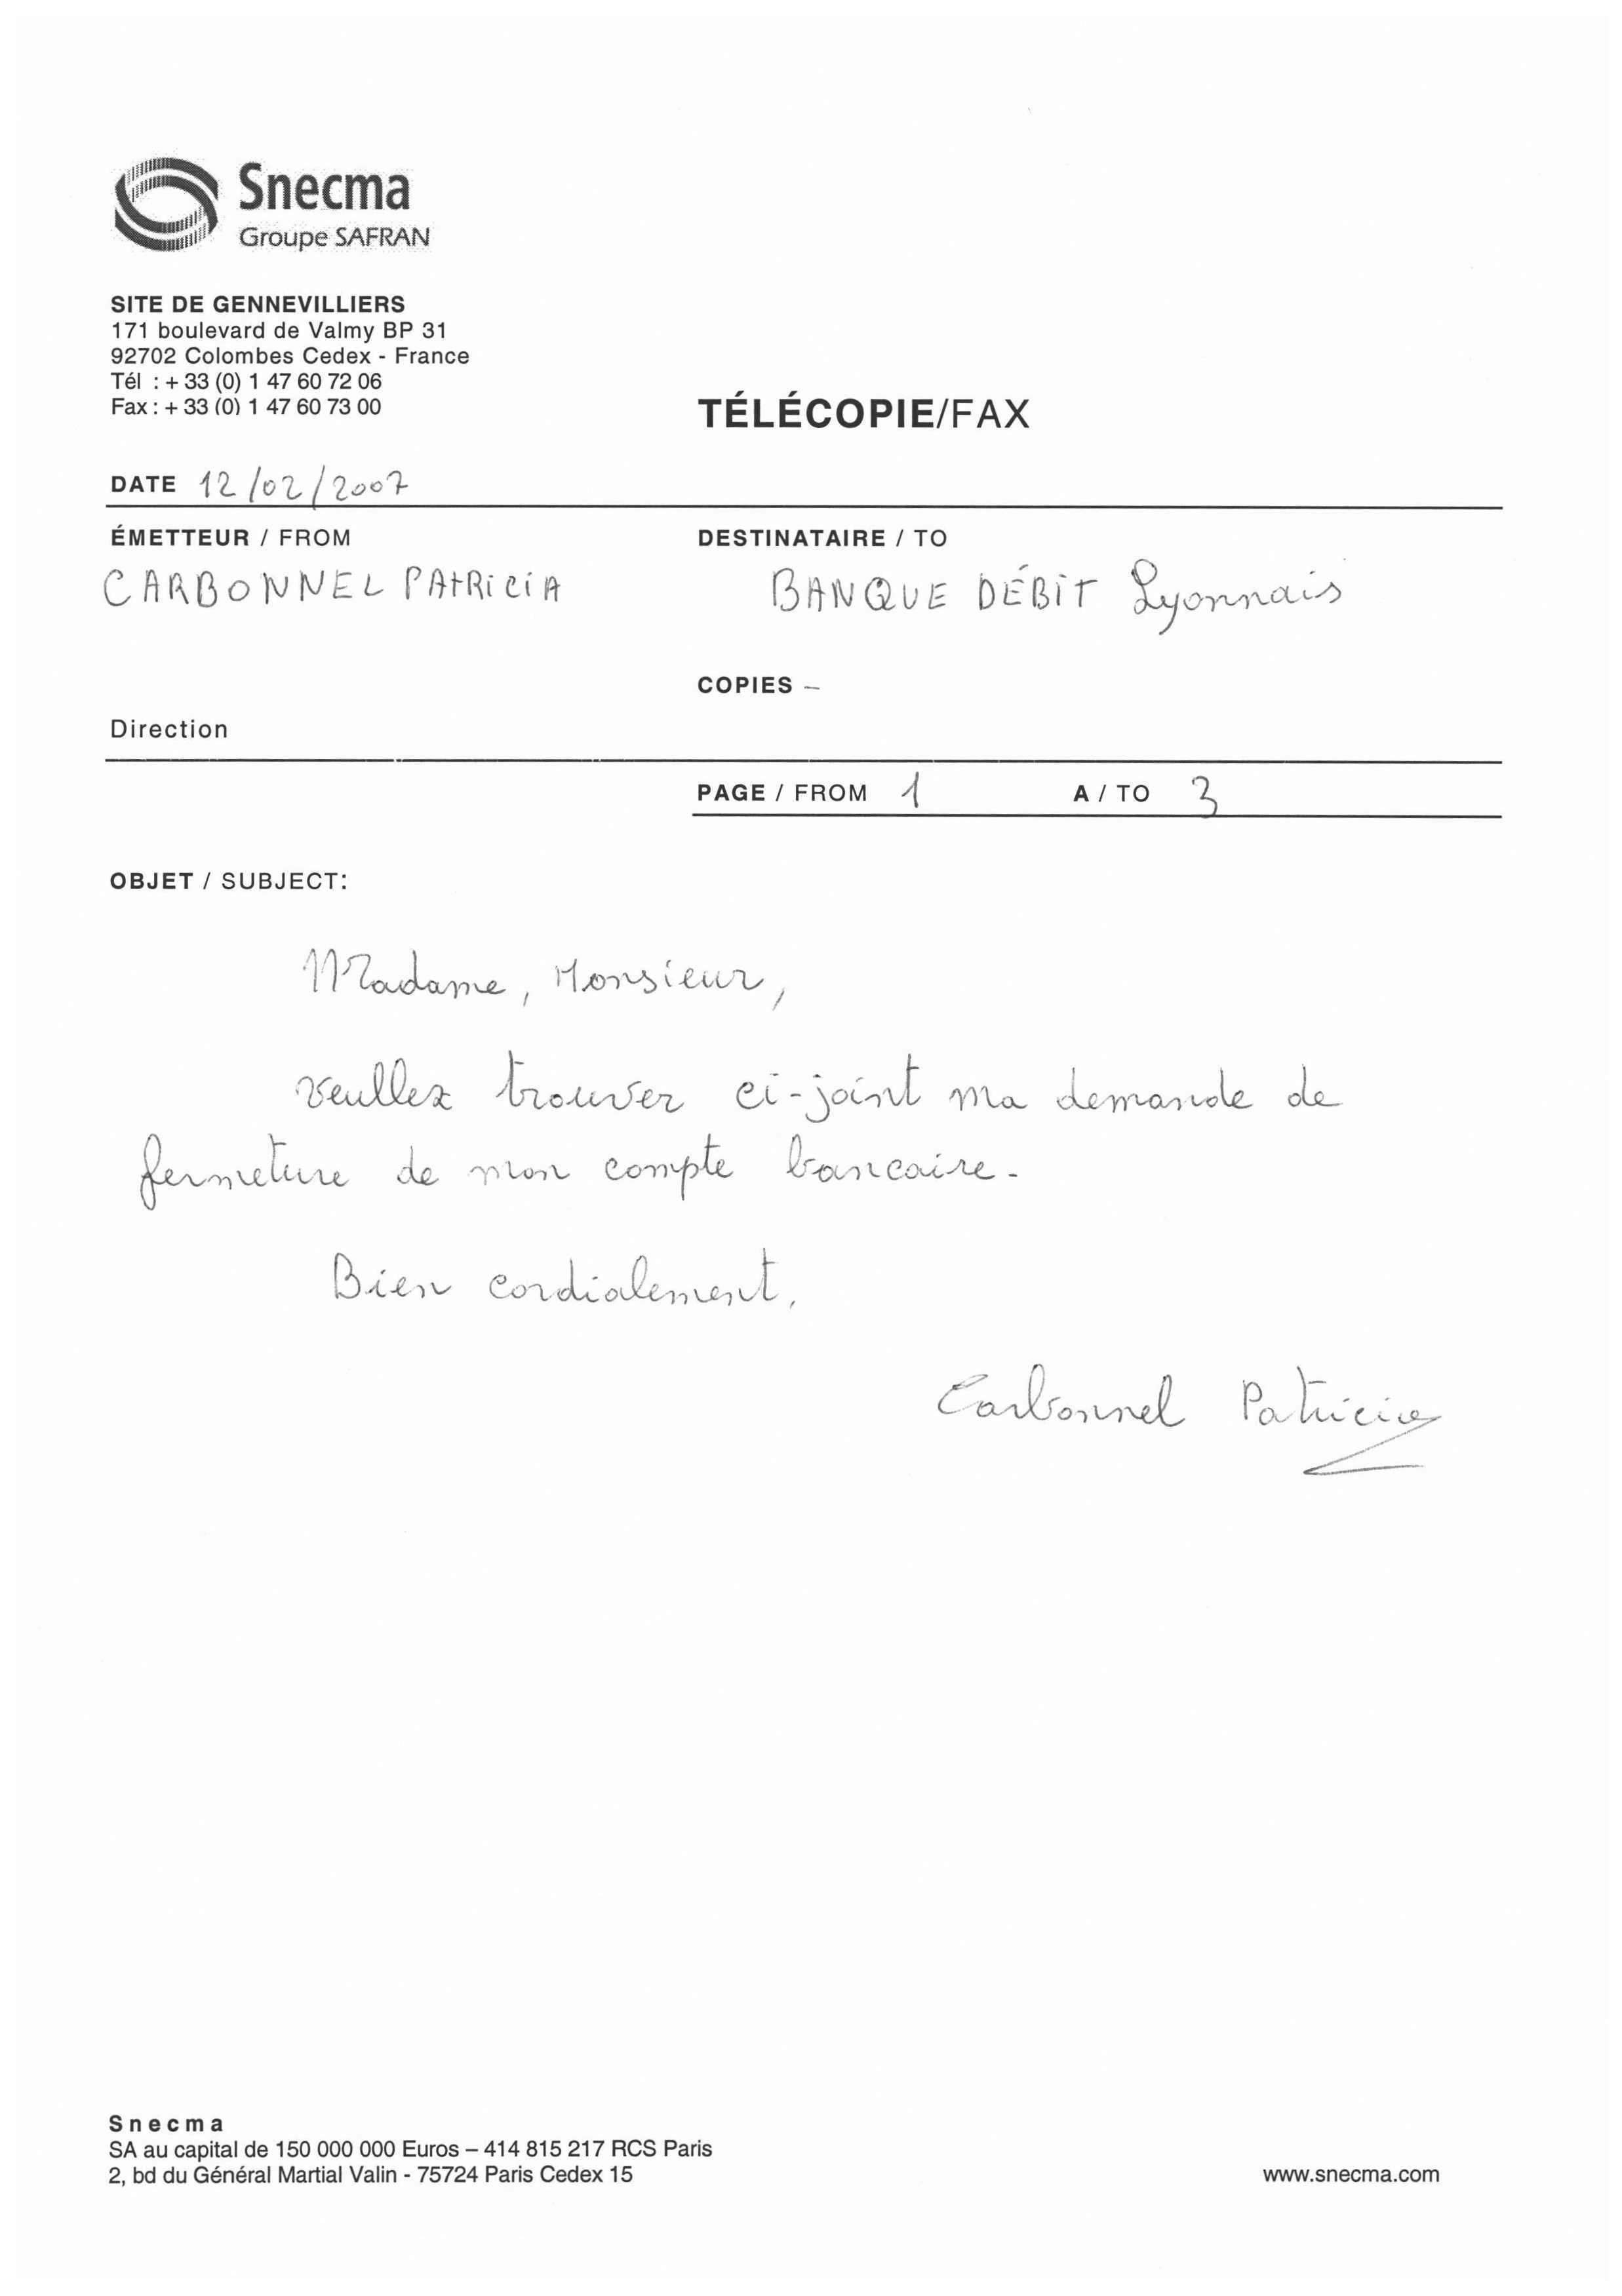 Snecma
Groupe SAFRAN
SITE DE GENNEVILLIERS
171 boulevard de Valmy BP 31
92702 Colombes Cedex - France
Tél : + 33 (0) 1 47 60 72 06
Fax : + 33 (0) 1 47 60 73 00
TÉLÉCOPIE/FAX
DATE 12/02/2007
ÉMETTEUR / FROM
DESTINATAIRE / TO
CARBONNEL PAtRiciA
BANQUE DÉBiT Lyonnais
COPIES -
Direction
PAGE / FROM 1 A / TO 3
OBJET / SUBJECT:
Madame, Monsieur,
veullez trouver ci-joint ma demande de
fermeture de mon compte bancaire.
Bien cordialement,
Carbonnel Patricia
Snecma
SA au capital de 150 000 000 Euros – 414 815 217 RCS Paris
2, bd du Général Martial Valin - 75724 Paris Cedex 15
www.snecma.com